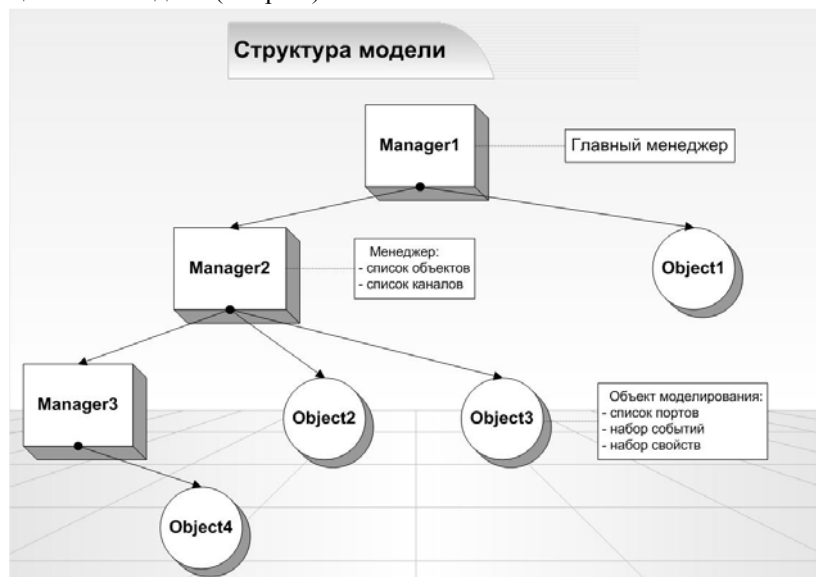 Структура модели
Manager1
Главный менеджер
Manager2
Менеджер:
- список объектов
- список каналов
Object1
Manager3
Object2
Object3
Объект моделирования:
- список портов
- набор событий
- набор свойств
Object4